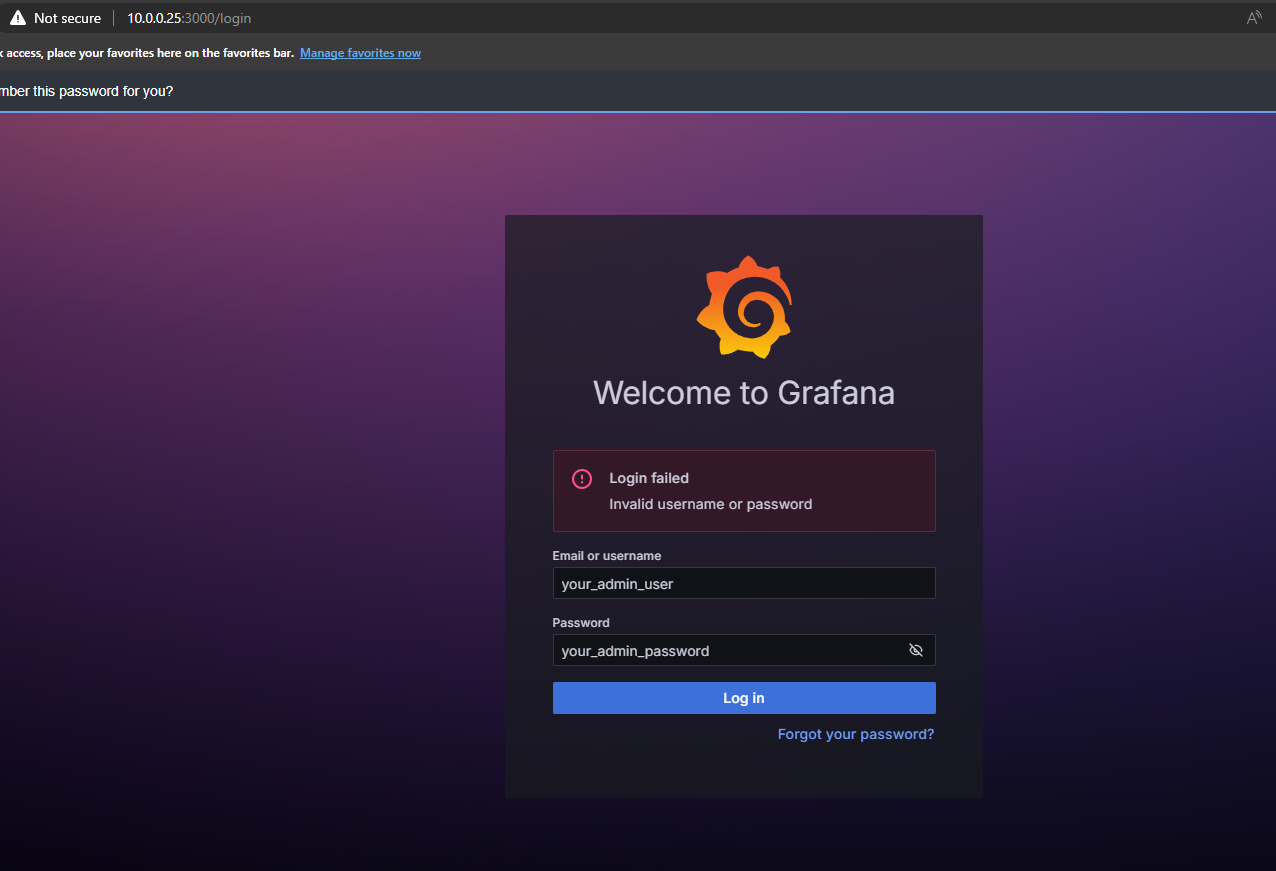 Not secure 10.0.0.25:3000/login
access, place your favorites here on the favorites bar. Manage favorites now
this password for you?
Welcome to Grafana
Login failed
Invalid username or password
Email or username
your_admin_user
Password
your_admin_password
Log in
Forgot your password?